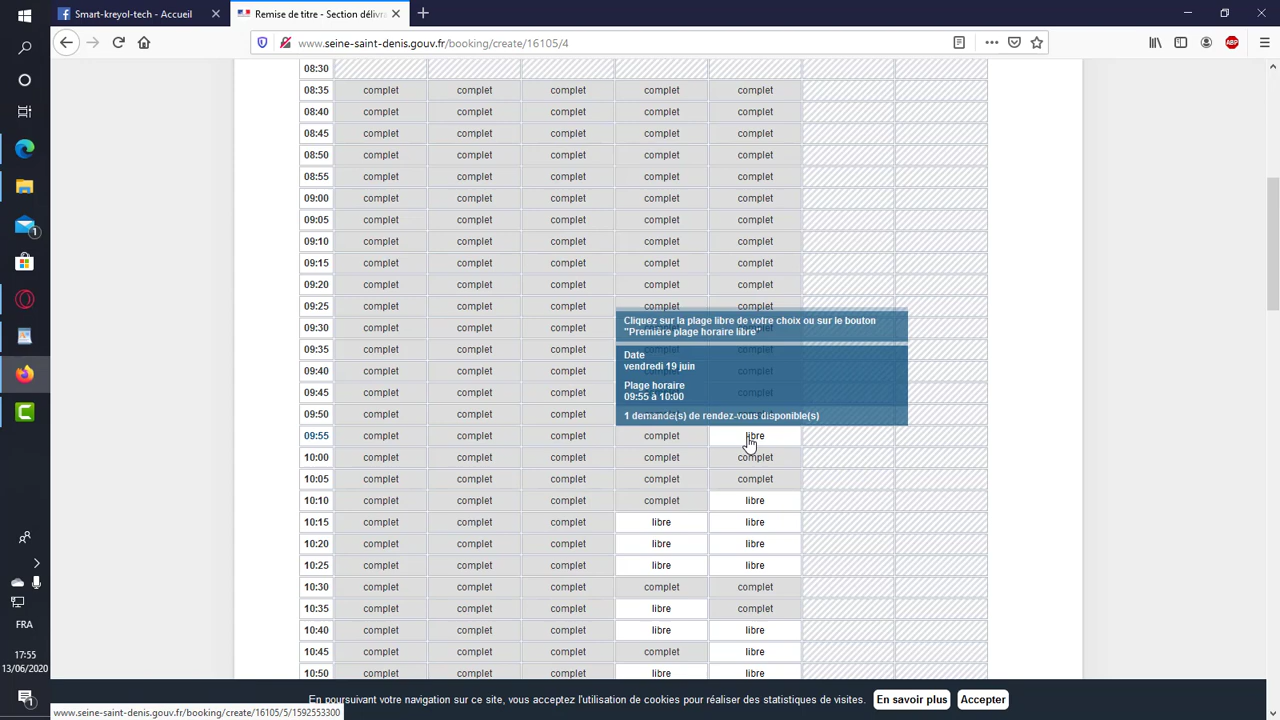 Smart-kreyol-tech - Accueil
Remise de titre - Section délivr
www.seine-saint-denis.gouv.fr/booking/create/16105/4
08:30
08:35 complet complet complet complet complet
08:40 complet complet complet complet complet
08:45 complet complet complet complet complet
08:50 complet complet complet complet complet
08:55 complet complet complet complet complet
09:00 complet complet complet complet complet
09:05 complet complet complet complet complet
09:10 complet complet complet complet complet
09:15 complet complet complet complet complet
09:20 complet complet complet complet complet
09:25 complet complet complet complet complet
Cliquez sur la plage libre de votre choix ou sur le bouton
09:30 complet complet complet "Première plage horaire libre"
09:35 complet complet complet
Date
vendredi 19 juin
09:40 complet complet complet
Plage horaire
09:45 complet complet complet
09:55 à 10:00
09:50 complet complet complet
1 demande(s) de rendez-vous disponible(s)
09:55 complet complet complet complet libre
10:00 complet complet complet complet complet
10:05 complet complet complet complet complet
10:10 complet complet complet complet libre
10:15 complet complet complet libre libre
10:20 complet complet complet libre libre
10:25 complet complet complet libre libre
10:30 complet complet complet complet complet
10:35 complet complet complet libre complet
10:40 complet complet complet libre libre
10:45 complet complet complet complet libre
10:50 complet complet complet libre libre
En poursuivant votre navigation sur ce site, vous acceptez l'utilisation de cookies pour réaliser des statistiques de visites. En savoir plus Accepter
www.seine-saint-denis.gouv.fr/booking/create/16105/5/1592553300
ABP
1
FRA
17:55
13/06/2020
1